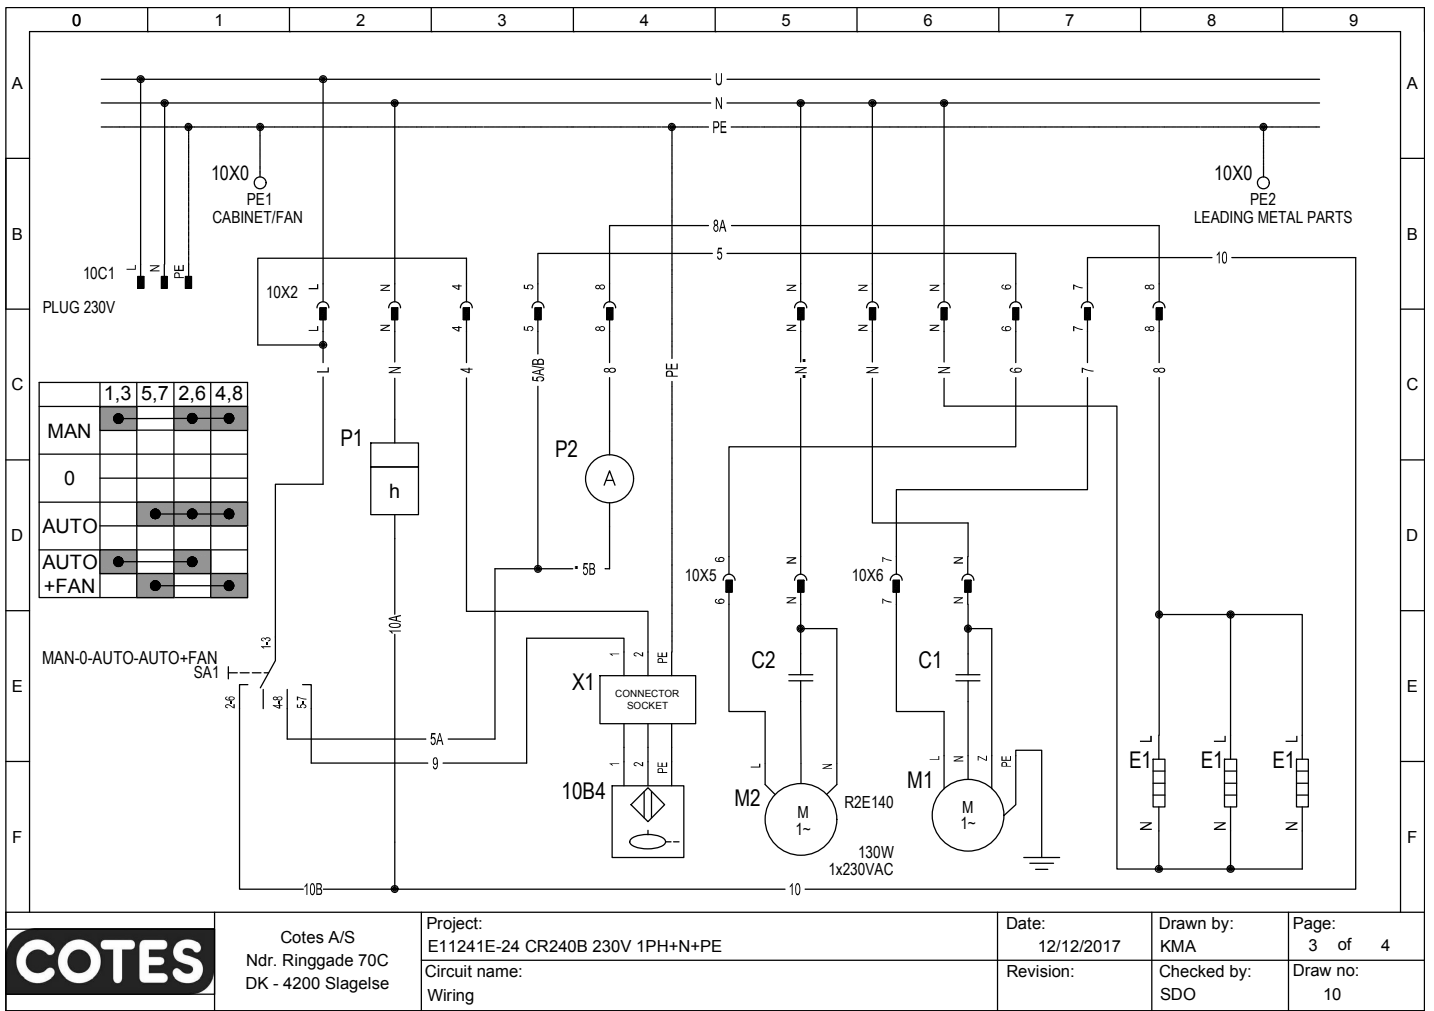 0 1 2 3 4 5 6 7 8 9
A A
U
N
PE
10X0 10X0
PE1 PE2
CABINET/FAN LEADING METAL PARTS
B B
8A
5
10
10C1 L N PE
PLUG 230V
10X2 L N 4 5 8 N N N 6 7 8
L N 4 5 8 N N N 6 7 8
C C
L N 4 5A/B 8 PE N N N 6 7 8
1,3 5,7 2,6 4,8
MAN
0
AUTO
AUTO
+FAN
P1
h
P2
A
D D
5B
10X5 6 N
6 N
10X6 7 N
7 N
10A
MAN-0-AUTO-AUTO+FAN
SA1
1-3
2-6 4-8 5-7
E E
1 2 PE
X1
CONNECTOR
SOCKET
C2 C1
5A
9
1 2 PE
10B4
L N
M2
M
1~
R2E140
130W
1x230VAC
L N Z PE
M1
M
1~
E1 L N
E1 L N
E1 L N
F F
10B
10
COTES
Cotes A/S
Ndr. Ringgade 70C
DK - 4200 Slagelse
Project:
E11241E-24 CR240B 230V 1PH+N+PE
Circuit name:
Wiring
Date:
12/12/2017
Revision:
Drawn by:
KMA
Checked by:
SDO
Page:
3 of 4
Draw no:
10